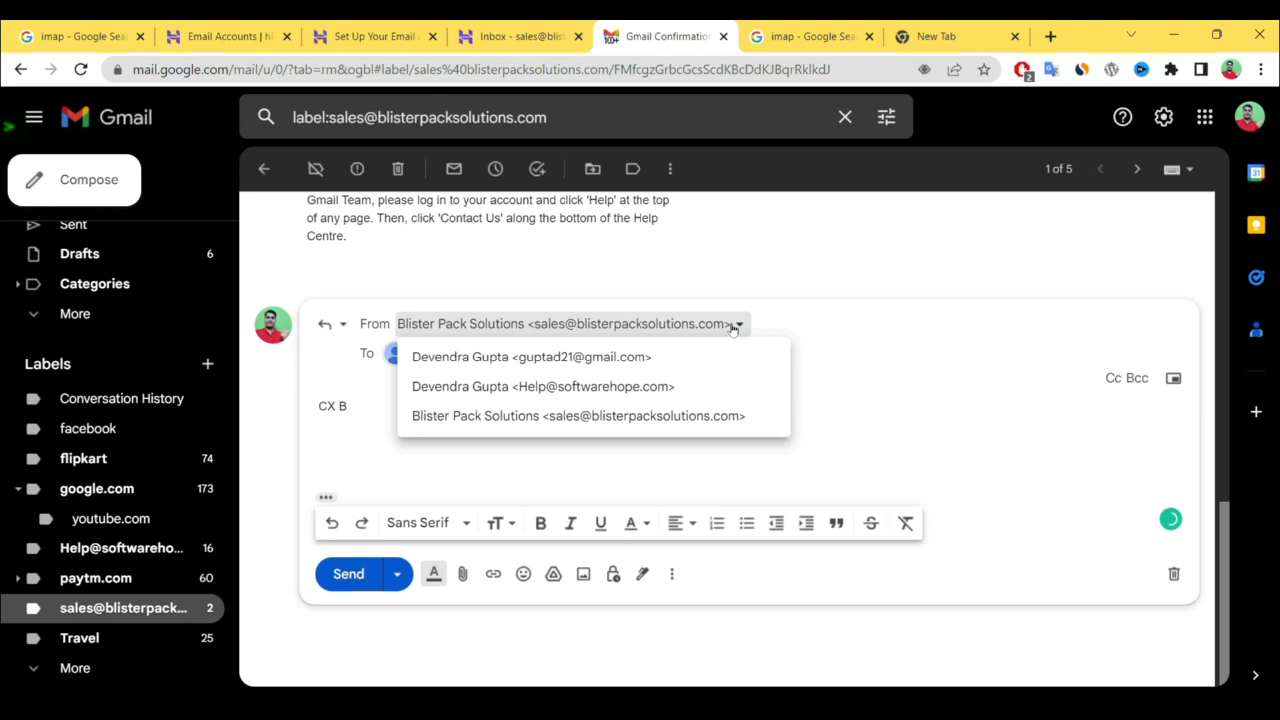 imap - Google Sea
Email Accounts | hP
Set Up Your Email A
Inbox - sales@blist
100+
Gmail Confirmation
imap - Google Sea
New Tab
mail.google.com/mail/u/0/?tab=rm&ogbl#label/sales%40blisterpacksolutions.com/FMfcgzGrbcGcsScdKBcDdKJBqrRklkdJ
2
Gmail
label:sales@blisterpacksolutions.com
Compose
1 of 5
31
Gmail Team, please log in to your account and click 'Help' at the top
of any page. Then, click 'Contact Us' along the bottom of the Help
Centre.
Sent
Drafts 6
Categories
More
Labels
Conversation History
facebook
flipkart 74
google.com 173
youtube.com
Help@softwareho... 16
paytm.com 60
sales@blisterpack... 2
Travel 25
More
From Blister Pack Solutions <sales@blisterpacksolutions.com>
To
Devendra Gupta <guptad21@gmail.com>
Devendra Gupta <Help@softwarehope.com>
Blister Pack Solutions <sales@blisterpacksolutions.com>
Cc Bcc
CX B
Sans Serif
Send